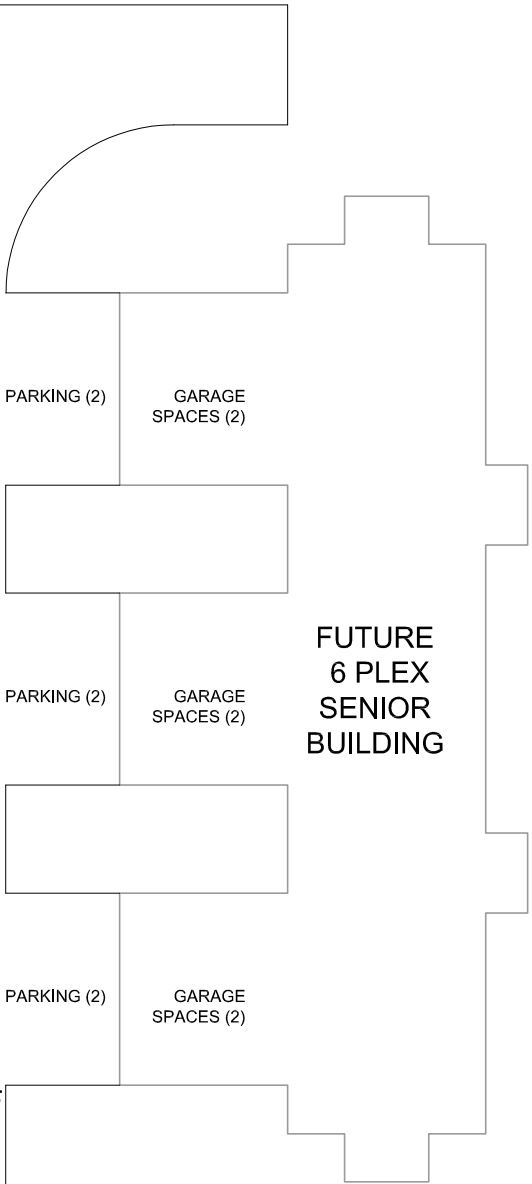 PARKING (2)
GARAGE
SPACES (2)
FUTURE
6 PLEX
SENIOR
BUILDING
PARKING (2)
GARAGE
SPACES (2)
PARKING (2)
GARAGE
SPACES (2)